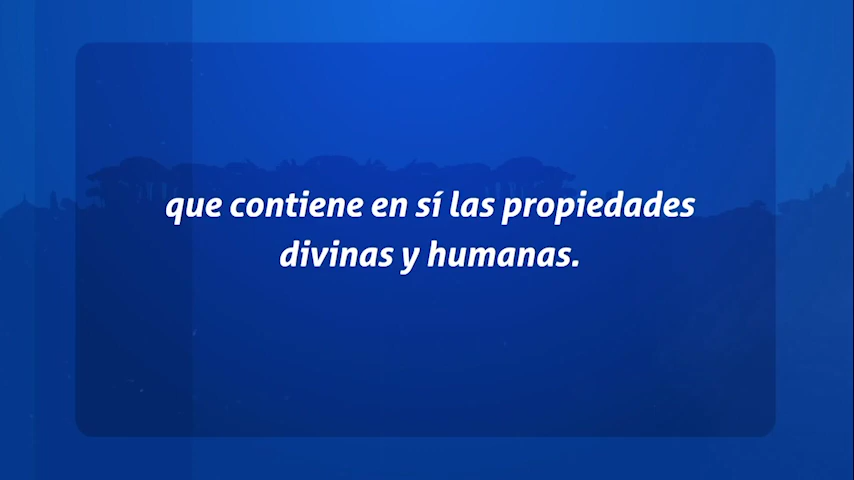 que contiene en sí las propiedades
divinas y humanas.